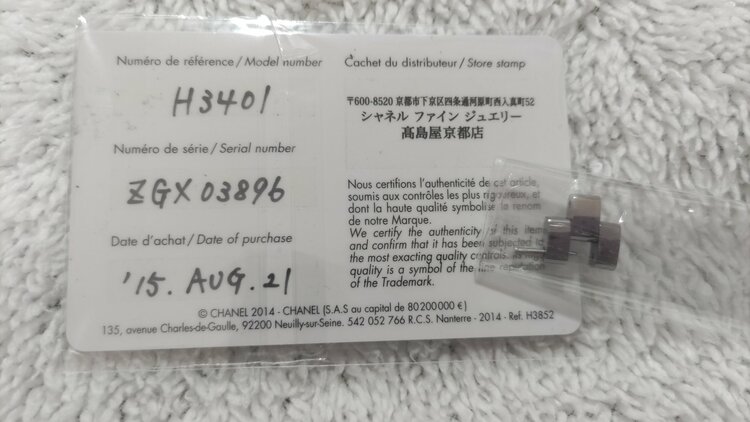 Numéro de référence / Model number
H3401
Numéro de série / Serial number
ZGX03896
Date d'achat / Date of purchase
'15. AUG. 21
Cachet du distributeur / Store stamp
〒600-8520 京都市下京区四条通河原町西入真町52
シャネル ファイン ジュエリー
髙島屋京都店
Nous certifions l'authenticité de cet article,
soumis aux contrôles les plus rigoureux, et
dont la haute qualité symbolise le renom
de notre Marque.
We certify the authenticity of this item
and confirm that it has been subjected to
the most exacting quality controls. Its high
quality is a symbol of the fine reputation
of the Trademark.
© CHANEL 2014 - CHANEL (S.A.S au capital de 80200000 €)
135, avenue Charles-de-Gaulle, 92200 Neuilly-sur-Seine. 542 052 766 R.C.S. Nanterre - 2014 - Ref. H3852